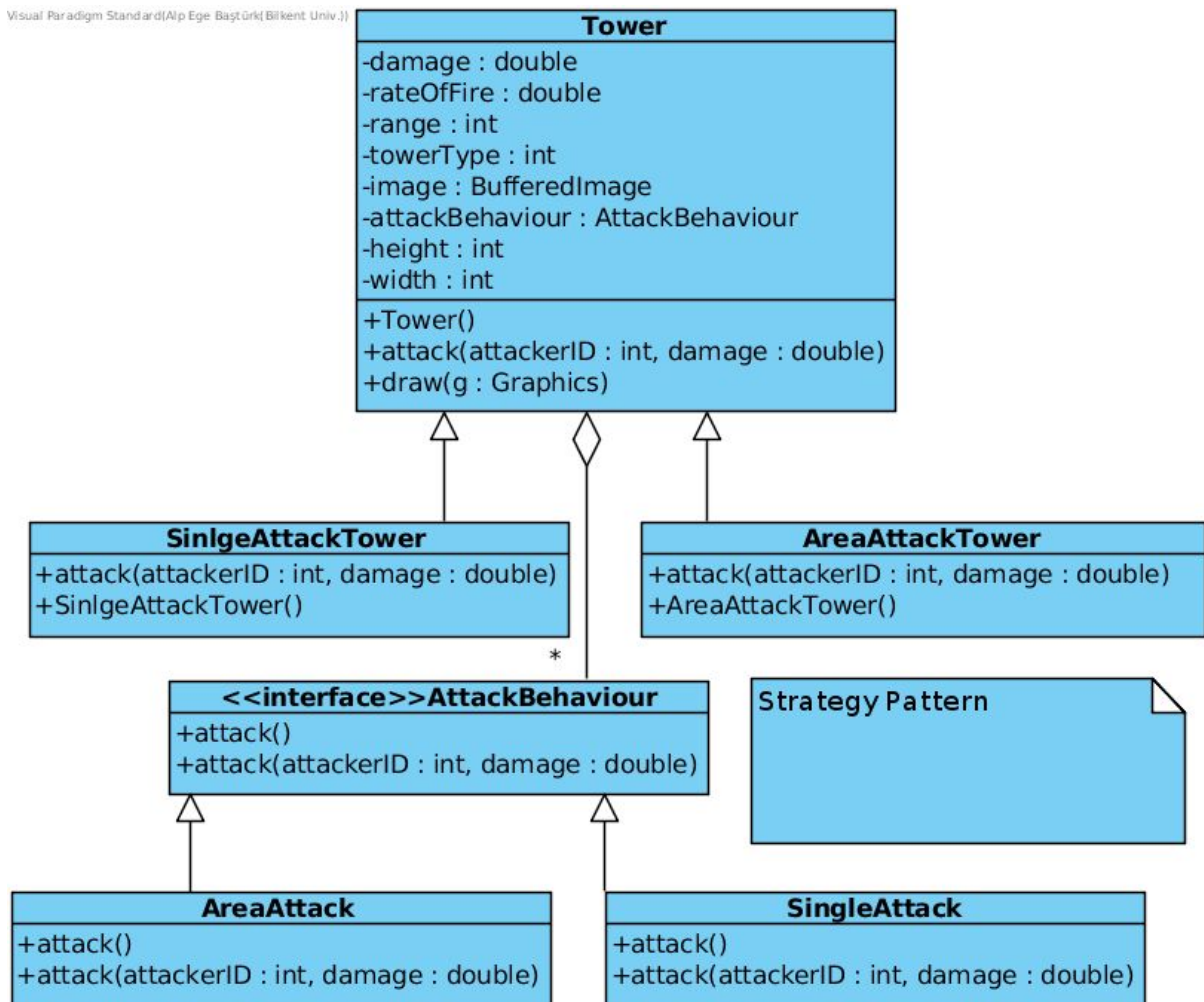 Visual Paradigm Standard(Alp Ege Baştürk(Bilkent Univ.))
Tower
-damage : double
-rateOfFire : double
-range : int
-towerType : int
-image : BufferedImage
-attackBehaviour : AttackBehaviour
-height : int
-width : int
+Tower()
+attack(attackerID : int, damage : double)
+draw(g : Graphics)
SinlgeAttackTower
+attack(attackerID : int, damage : double)
+SinlgeAttackTower()
AreaAttackTower
+attack(attackerID : int, damage : double)
+AreaAttackTower()
*
<<interface>>AttackBehaviour
+attack()
+attack(attackerID : int, damage : double)
Strategy Pattern
AreaAttack
+attack()
+attack(attackerID : int, damage : double)
SingleAttack
+attack()
+attack(attackerID : int, damage : double)